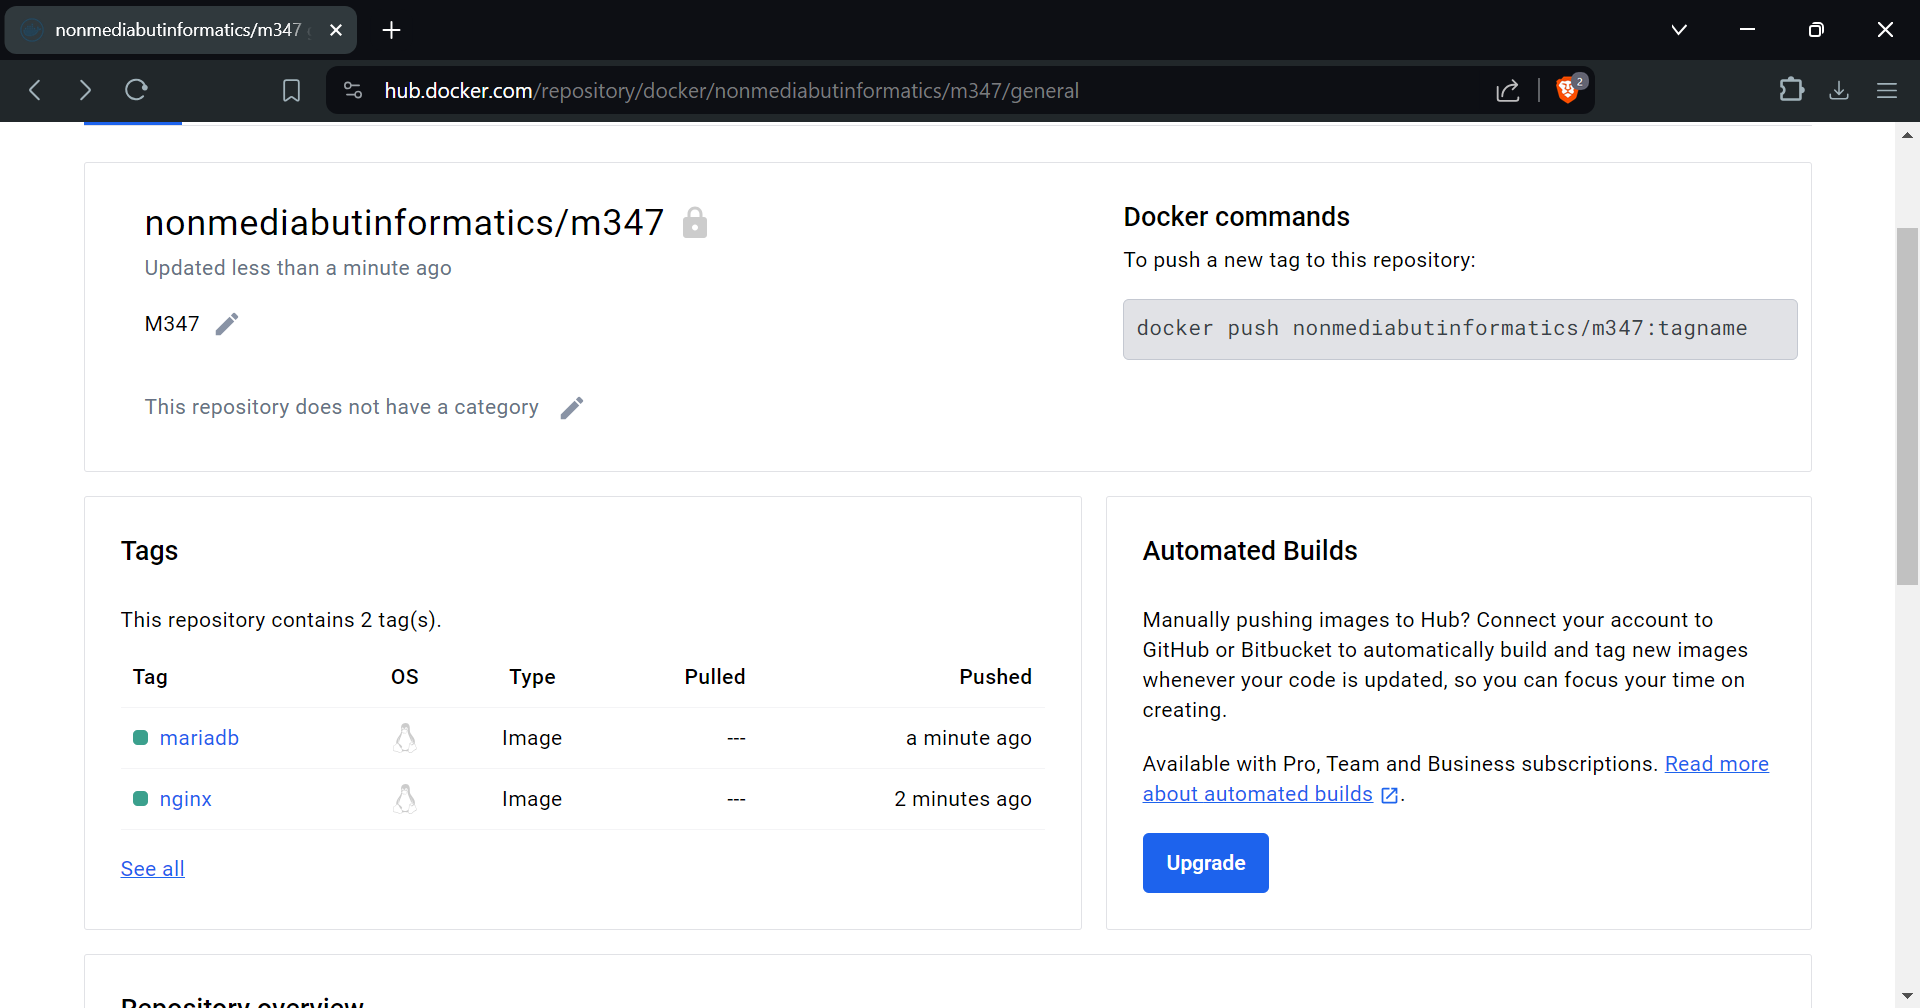 nonmediabutinformatics/m347
hub.docker.com/repository/docker/nonmediabutinformatics/m347/general
2
nonmediabutinformatics/m347
Updated less than a minute ago
M347
This repository does not have a category
Docker commands
To push a new tag to this repository:
docker push nonmediabutinformatics/m347:tagname
Tags
This repository contains 2 tag(s).
Tag OS Type Pulled Pushed
mariadb Image --- a minute ago
nginx Image --- 2 minutes ago
See all
Automated Builds
Manually pushing images to Hub? Connect your account to
GitHub or Bitbucket to automatically build and tag new images
whenever your code is updated, so you can focus your time on
creating.
Available with Pro, Team and Business subscriptions. Read more
about automated builds .
Upgrade
Repository overview